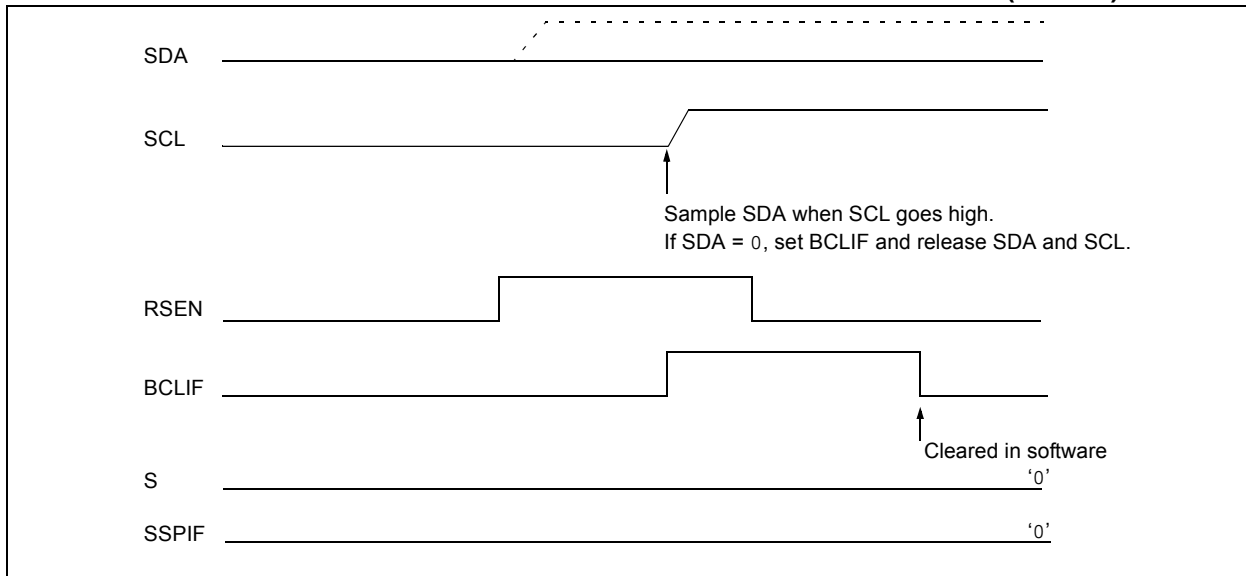 SDA
SCL
Sample SDA when SCL goes high.
If SDA = 0, set BCLIF and release SDA and SCL.
RSEN
BCLIF
Cleared in software
S
‘0’
SSPIF
‘0’